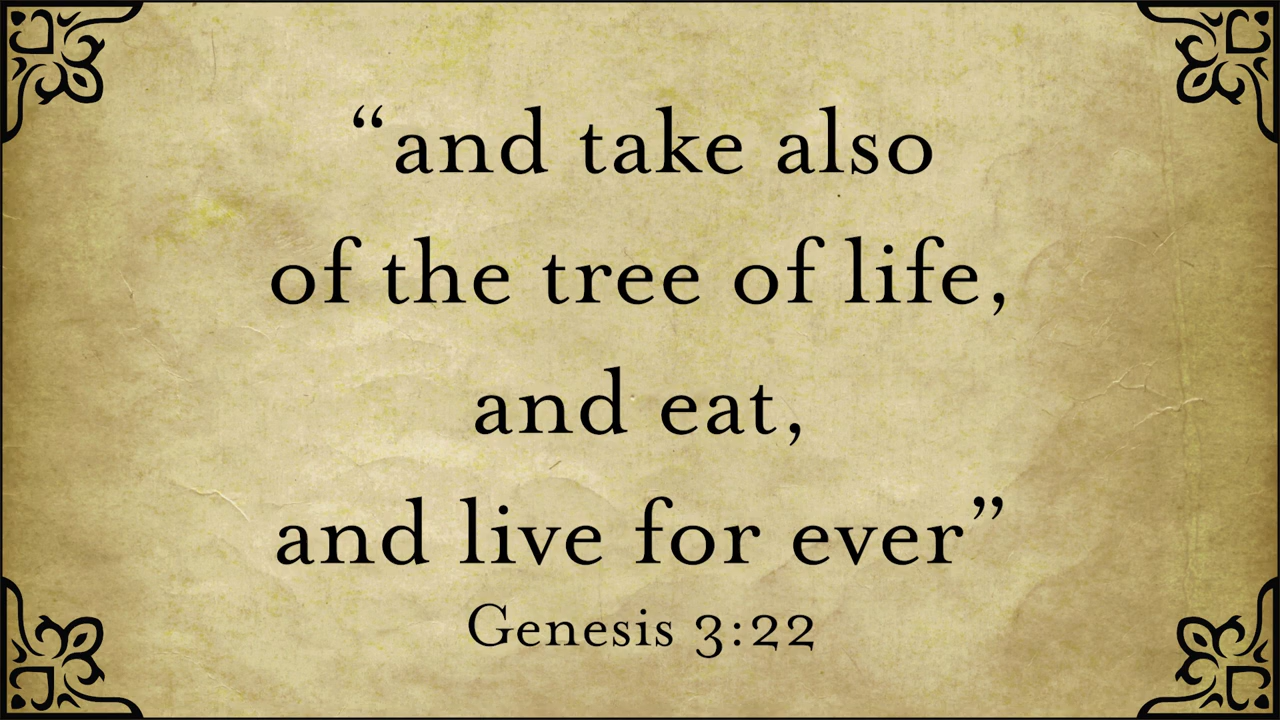 “and take also
of the tree of life,
and eat,
and live for ever”
Genesis 3:22